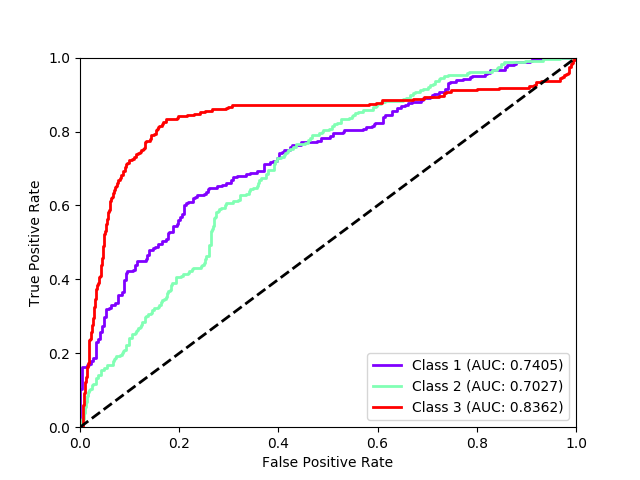 1.0
0.8
0.6
0.4
0.2
0.0
True Positive Rate
0.0 0.2 0.4 0.6 0.8 1.0
False Positive Rate
Class 1 (AUC: 0.7405)
Class 2 (AUC: 0.7027)
Class 3 (AUC: 0.8362)